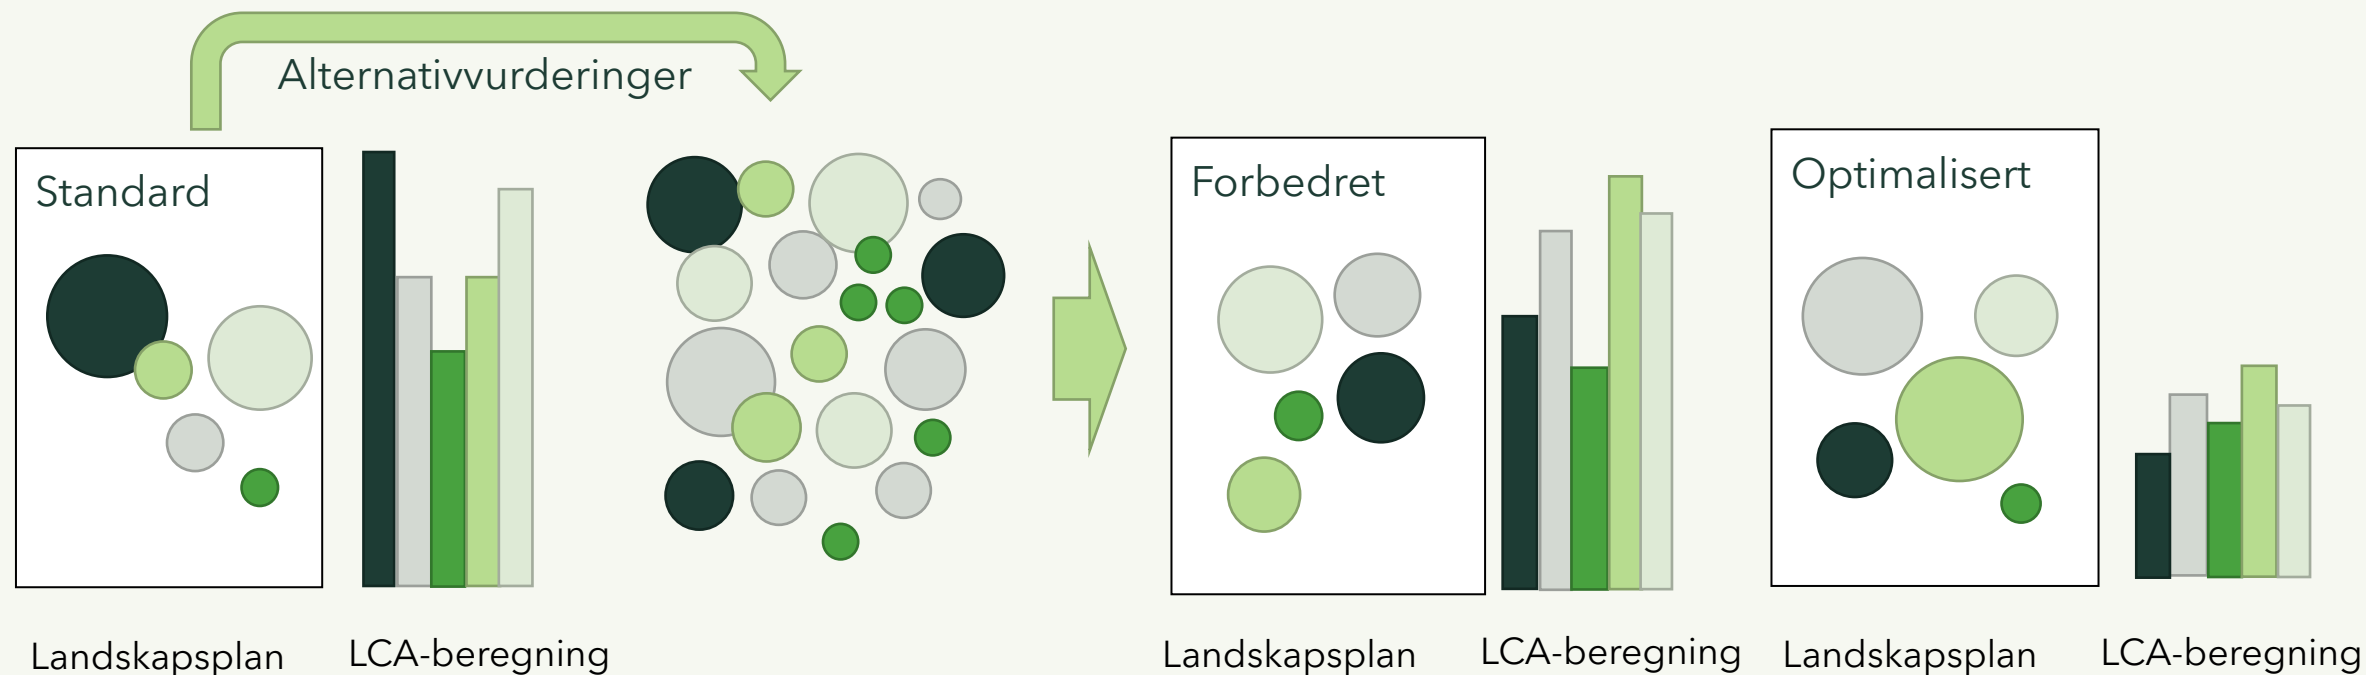 Alternativvurderinger
Standard
Forbedret
Optimalisert
Landskapsplan
LCA-beregning
Landskapsplan
LCA-beregning
Landskapsplan
LCA-beregning